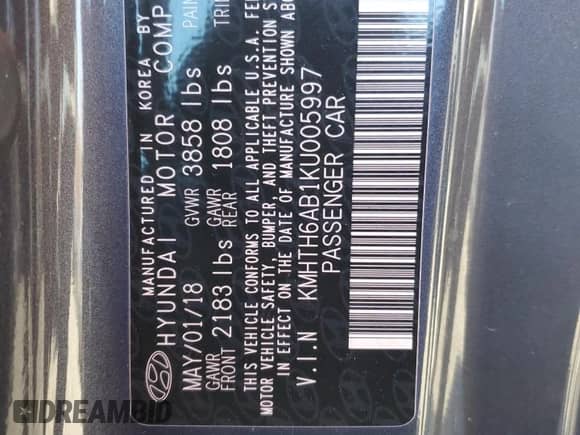 MANUFACTURED IN KOREA BY
HYUNDAI MOTOR COMP
MAY/01/18 GVWR 3858 lbs PAIN
GAWR FRONT 2183 lbs GAWR REAR 1808 lbs TRI
THIS VEHICLE CONFORMS TO ALL APPLICABLE U.S.A. FE
MOTOR VEHICLE SAFETY, BUMPER, AND THEFT PREVENTION S
IN EFFECT ON THE DATE OF MANUFACTURE SHOWN ABO
V.I.N KMHTH6AB1KU005997
PASSENGER CAR
DREAMBID